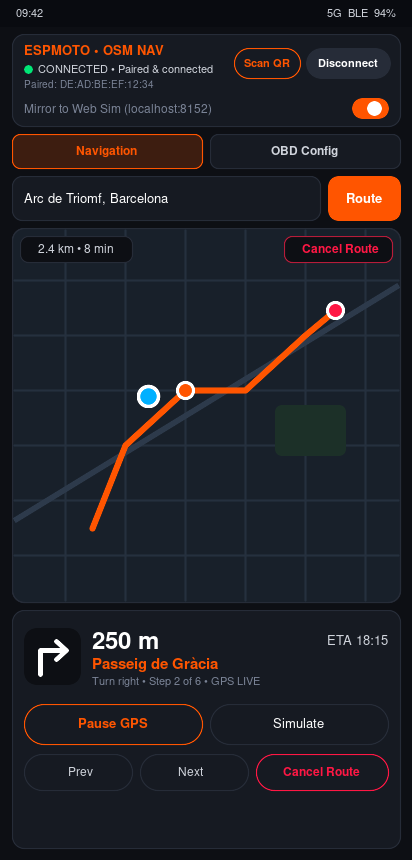 09:42 5G BLE 94%
ESPMOTO • OSM NAV
CONNECTED • Paired & connected
Paired: DE:AD:BE:EF:12:34
Scan QR
Disconnect
Mirror to Web Sim (localhost:8152)
Navigation
OBD Config
Arc de Triomf, Barcelona
Route
2.4 km • 8 min
Cancel Route
250 m
ETA 18:15
Passeig de Gràcia
Turn right • Step 2 of 6 • GPS LIVE
Pause GPS
Simulate
Prev
Next
Cancel Route